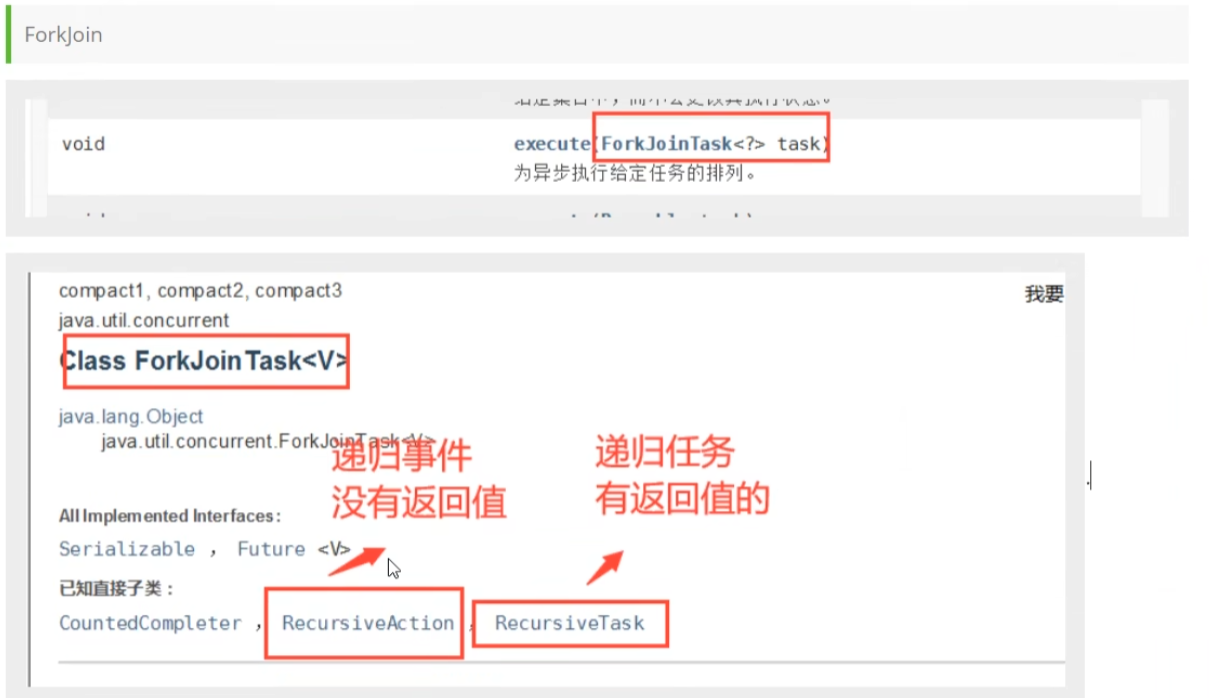 ForkJoin
void
execute(ForkJoinTask<?> task)
为异步执行给定任务的排列。
compact1, compact2, compact3
我要
java.util.concurrent
Class ForkJoinTask<V>
java.lang.Object
java.util.concurrent.ForkJoinTask<V>
递归事件
没有返回值
递归任务
有返回值的
All Implemented Interfaces:
Serializable , Future <V>
已知直接子类:
CountedCompleter , RecursiveAction , RecursiveTask